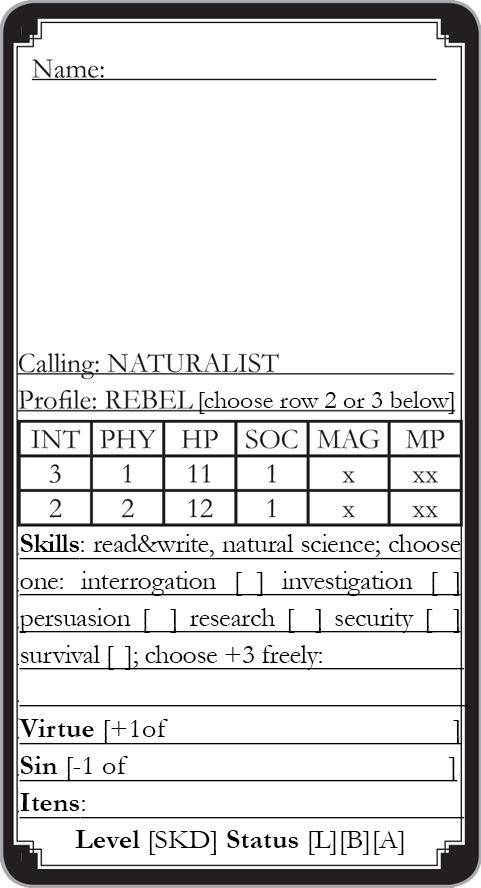 Name:
Calling: NATURALIST
Profile: REBEL [choose row 2 or 3 below]
INT PHY HP SOC MAG MP
3 1 11 1 x xx
2 2 12 1 x xx
Skills: read&write, natural science; choose
one: interrogation [ ] investigation [ ]
persuasion [ ] research [ ] security [ ]
survival [ ]; choose +3 freely:
Virtue [+1of ]
Sin [-1 of ]
Itens:
Level [SKD] Status [L][B][A]